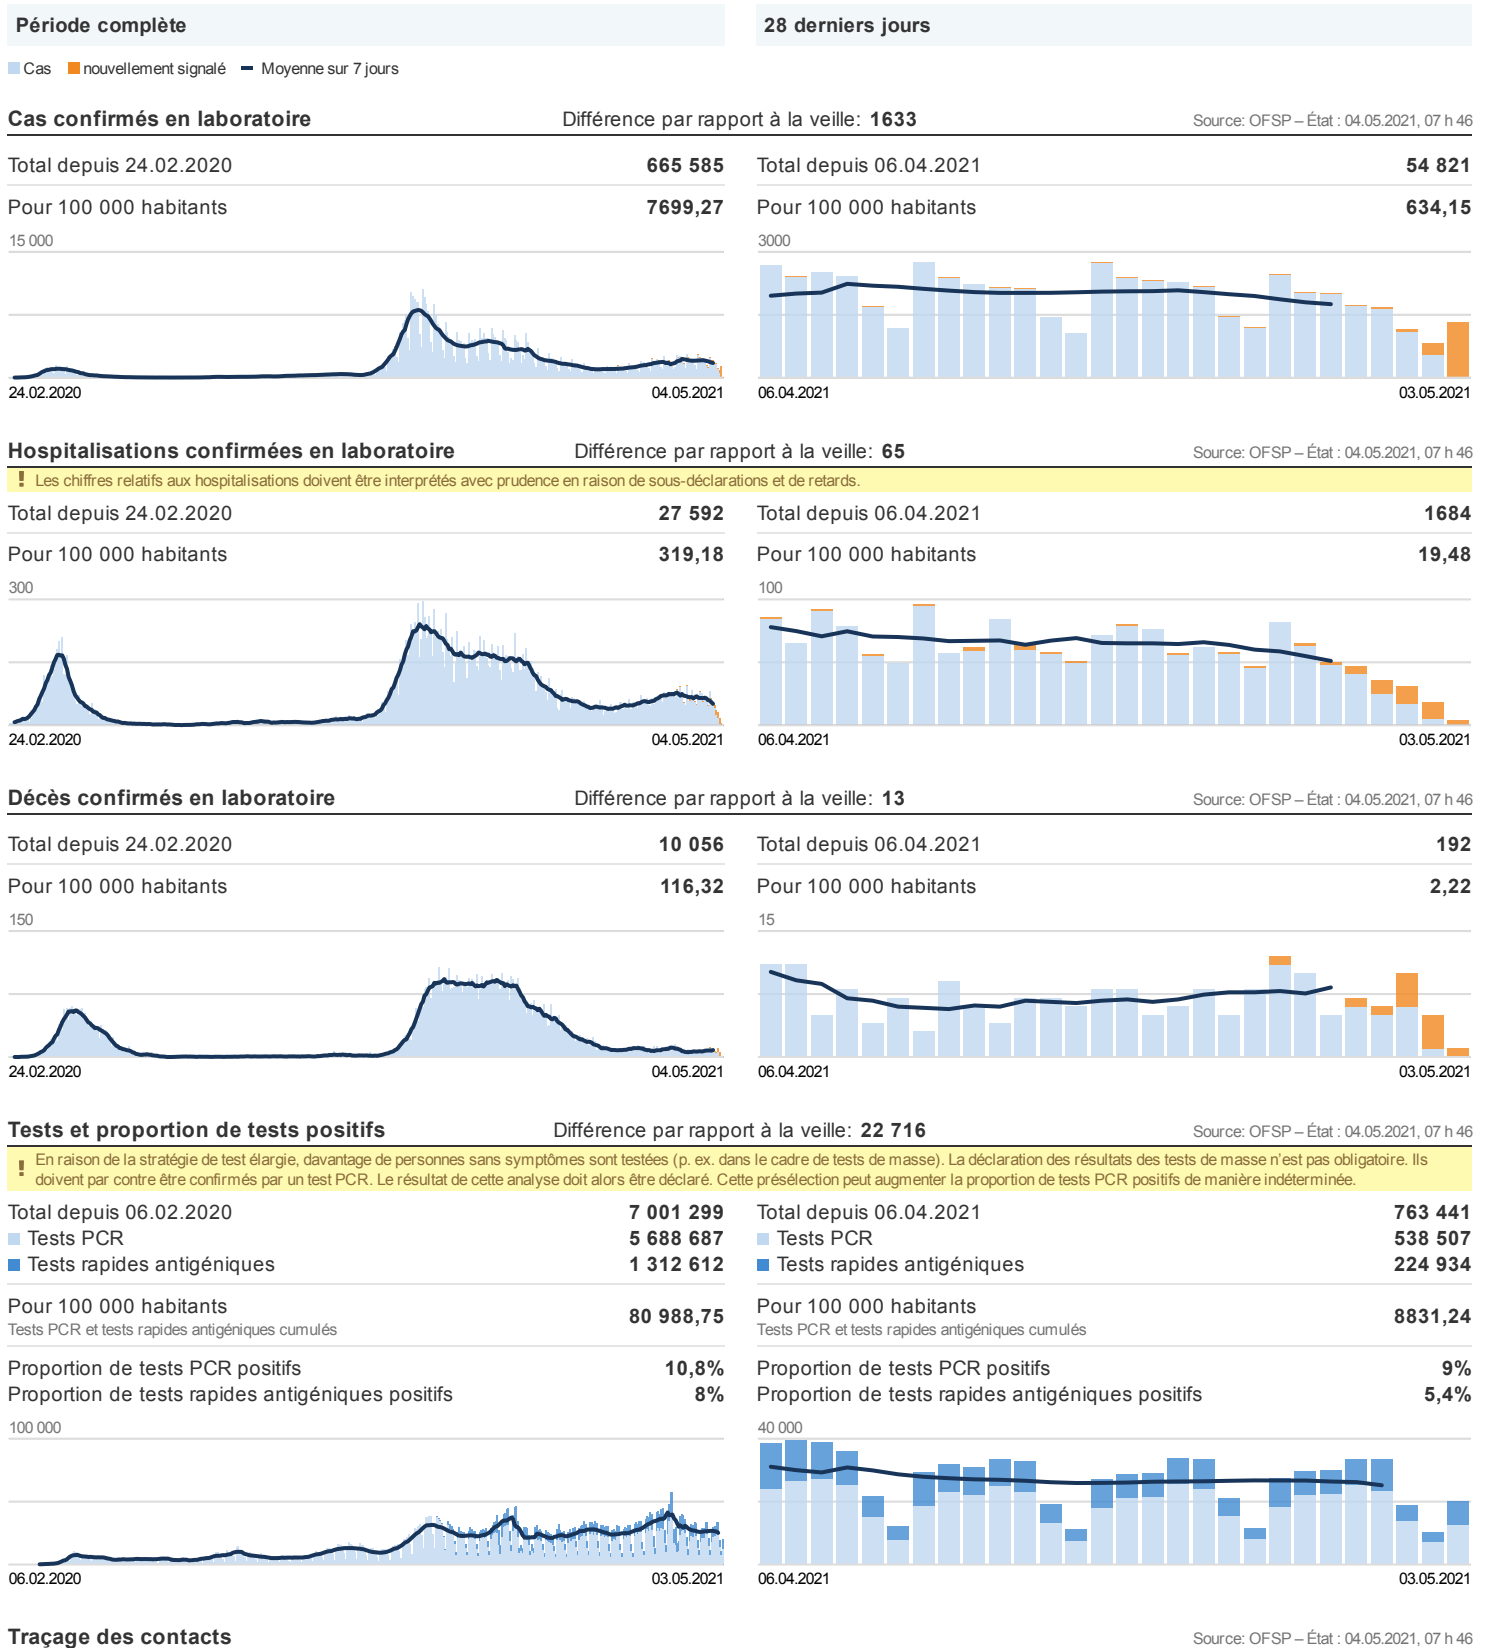 Période complète
28 derniers jours
Cas nouvellement signalé Moyenne sur 7 jours
Cas confirmés en laboratoire Différence par rapport à la veille: 1633 Source: OFSP – État : 04.05.2021, 07 h 46
Total depuis 24.02.2020 665 585
Pour 100 000 habitants 7699,27
15 000
24.02.2020 04.05.2021
Total depuis 06.04.2021 54 821
Pour 100 000 habitants 634,15
3000
06.04.2021 03.05.2021
Hospitalisations confirmées en laboratoire Différence par rapport à la veille: 65 Source: OFSP – État : 04.05.2021, 07 h 46
! Les chiffres relatifs aux hospitalisations doivent être interprétés avec prudence en raison de sous-déclarations et de retards.
Total depuis 24.02.2020 27 592
Pour 100 000 habitants 319,18
300
24.02.2020 04.05.2021
Total depuis 06.04.2021 1684
Pour 100 000 habitants 19,48
100
06.04.2021 03.05.2021
Décès confirmés en laboratoire Différence par rapport à la veille: 13 Source: OFSP – État : 04.05.2021, 07 h 46
Total depuis 24.02.2020 10 056
Pour 100 000 habitants 116,32
150
24.02.2020 04.05.2021
Total depuis 06.04.2021 192
Pour 100 000 habitants 2,22
15
06.04.2021 03.05.2021
Tests et proportion de tests positifs Différence par rapport à la veille: 22 716 Source: OFSP – État : 04.05.2021, 07 h 46
! En raison de la stratégie de test élargie, davantage de personnes sans symptômes sont testées (p. ex. dans le cadre de tests de masse). La déclaration des résultats des tests de masse n’est pas obligatoire. Ils
doivent par contre être confirmés par un test PCR. Le résultat de cette analyse doit alors être déclaré. Cette présélection peut augmenter la proportion de tests PCR positifs de manière indéterminée.
Total depuis 06.02.2020 7 001 299
Tests PCR 5 688 687
Tests rapides antigéniques 1 312 612
Pour 100 000 habitants 80 988,75
Tests PCR et tests rapides antigéniques cumulés
Proportion de tests PCR positifs 10,8%
Proportion de tests rapides antigéniques positifs 8%
100 000
06.02.2020 03.05.2021
Total depuis 06.04.2021 763 441
Tests PCR 538 507
Tests rapides antigéniques 224 934
Pour 100 000 habitants 8831,24
Tests PCR et tests rapides antigéniques cumulés
Proportion de tests PCR positifs 9%
Proportion de tests rapides antigéniques positifs 5,4%
40 000
06.04.2021 03.05.2021
Traçage des contacts Source: OFSP – État : 04.05.2021, 07 h 46